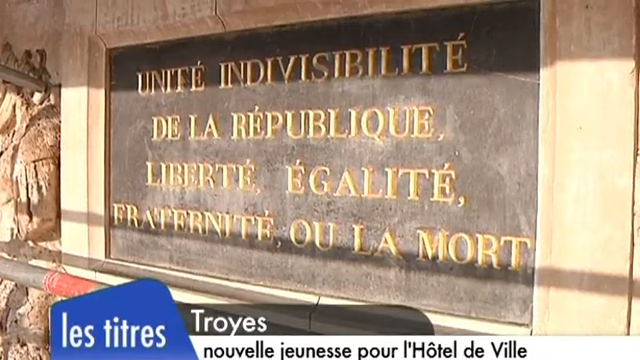 UNITÉ INDIVISIBILITÉ
DE LA RÉPUBLIQUE,
LIBERTÉ, ÉGALITÉ,
FRATERNITÉ, OU LA MORT
les titres
Troyes
nouvelle jeunesse pour l'Hôtel de Ville